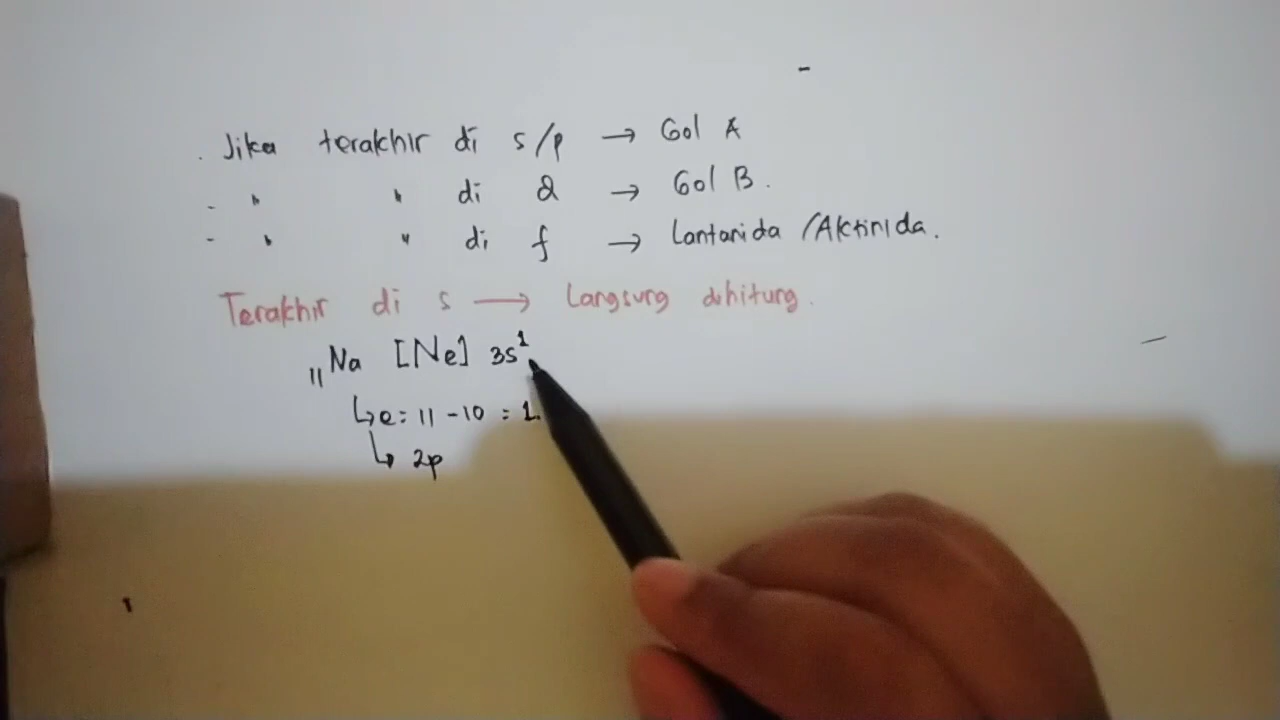 . Jika terakhir di s/p → Gol A
- " " di d → Gol B.
- " " di f → Lantanida /Aktinida.
Terakhir di s → Langsung dihitung.
₁₁Na [Ne] 3s¹
↳ e = 11 - 10 = 1.
↳ 2p